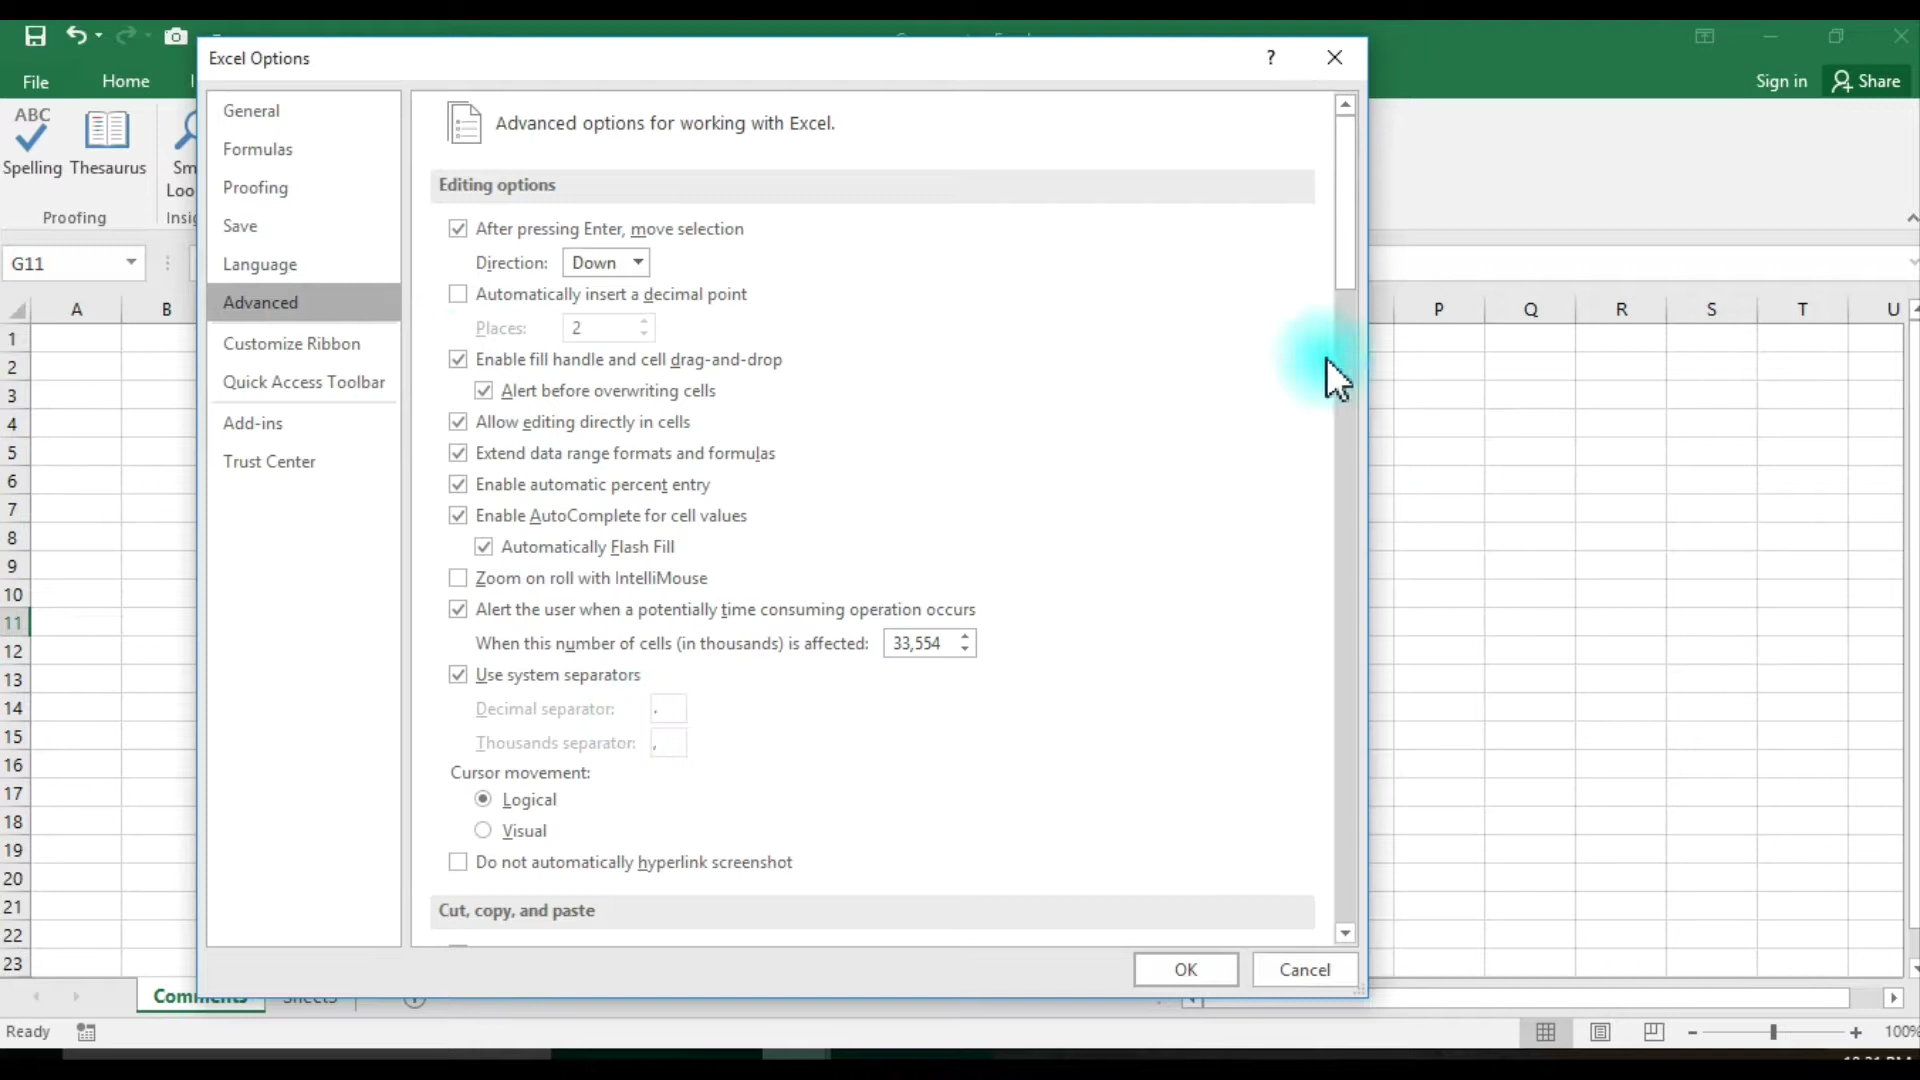 Excel Options
?
File
Home
Sign in
Share
ABC
Spelling
Thesaurus
Sm
Loo
Proofing
Insi
G11
General
Formulas
Proofing
Save
Language
Advanced
Customize Ribbon
Quick Access Toolbar
Add-ins
Trust Center
Advanced options for working with Excel.
Editing options
After pressing Enter, move selection
Direction: Down
Automatically insert a decimal point
Places: 2
Enable fill handle and cell drag-and-drop
Alert before overwriting cells
Allow editing directly in cells
Extend data range formats and formulas
Enable automatic percent entry
Enable AutoComplete for cell values
Automatically Flash Fill
Zoom on roll with IntelliMouse
Alert the user when a potentially time consuming operation occurs
When this number of cells (in thousands) is affected: 33,554
Use system separators
Decimal separator: .
Thousands separator: ,
Cursor movement:
Logical
Visual
Do not automatically hyperlink screenshot
Cut, copy, and paste
OK
Cancel
A B P Q R S T U
1
2
3
4
5
6
7
8
9
10
11
12
13
14
15
16
17
18
19
20
21
22
23
Comments
Ready
100%